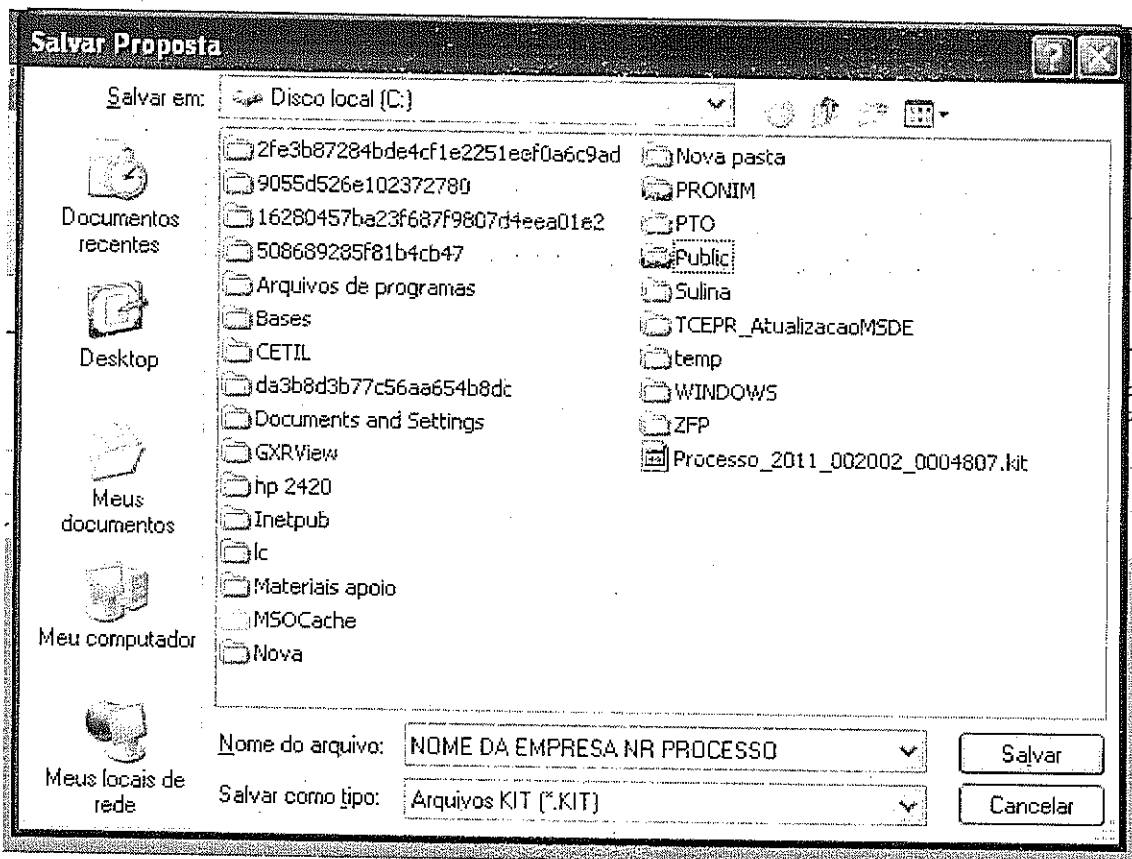 Salvar Proposta
Salvar em: Disco local (C:)
Documentos recentes
Desktop
Meus documentos
Meu computador
Meus locais de rede
2fe3b87284bde4cf1e2251eef0a6c9ad
9055d526e102372780
16280457ba23f687f9807d4eea01e2
508689285f81b4cb47
Arquivos de programas
Bases
CETIL
da3b8d3b77c56aa654b8dc
Documents and Settings
GXRView
hp 2420
Inetpub
lc
Materiais apoio
MSOCache
Nova
Nova pasta
PRONIM
PTO
Public
Sulina
TCEPR_AtualizacaoMSDE
temp
WINDOWS
ZFP
Processo_2011_002002_0004807.kit
Nome do arquivo: NOME DA EMPRESA NR PROCESSO
Salvar
Salvar como tipo: Arquivos KIT (*.KIT)
Cancelar